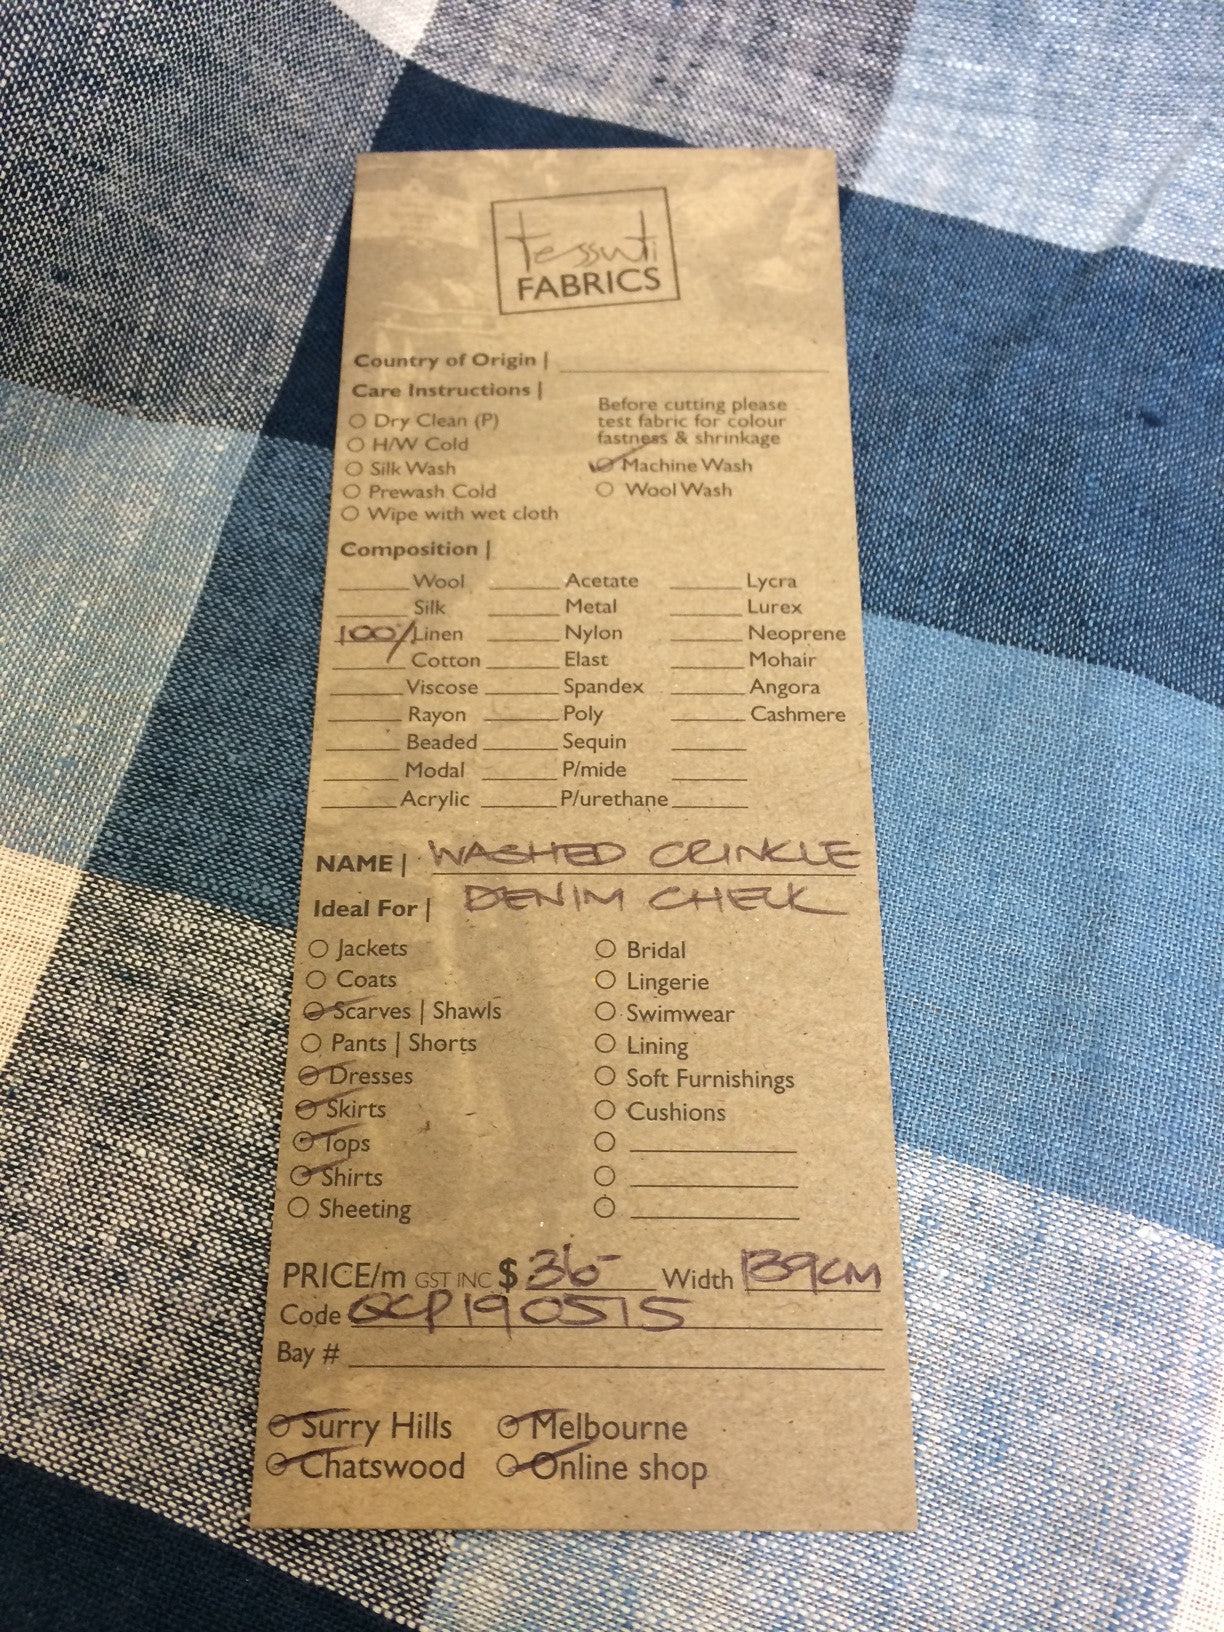 tessuti
FABRICS
Country of Origin |
Care Instructions |
Dry Clean (P)
H/W Cold
Silk Wash
Prewash Cold
Wipe with wet cloth
Before cutting please
test fabric for colour
fastness & shrinkage
Machine Wash
Wool Wash
Composition |
Wool Acetate Lycra
Silk Metal Lurex
100% Linen Nylon Neoprene
Cotton Elast Mohair
Viscose Spandex Angora
Rayon Poly Cashmere
Beaded Sequin
Modal P/mide
Acrylic P/urethane
NAME | WASHED CRINKLE
DENIM CHECK
Ideal For |
Jackets Bridal
Coats Lingerie
Scarves | Shawls Swimwear
Pants | Shorts Lining
Dresses Soft Furnishings
Skirts Cushions
Tops
Shirts
Sheeting
PRICE/m GST INC $ 36- Width 139CM
Code QCP190515
Bay #
Surry Hills Melbourne
Chatswood Online shop